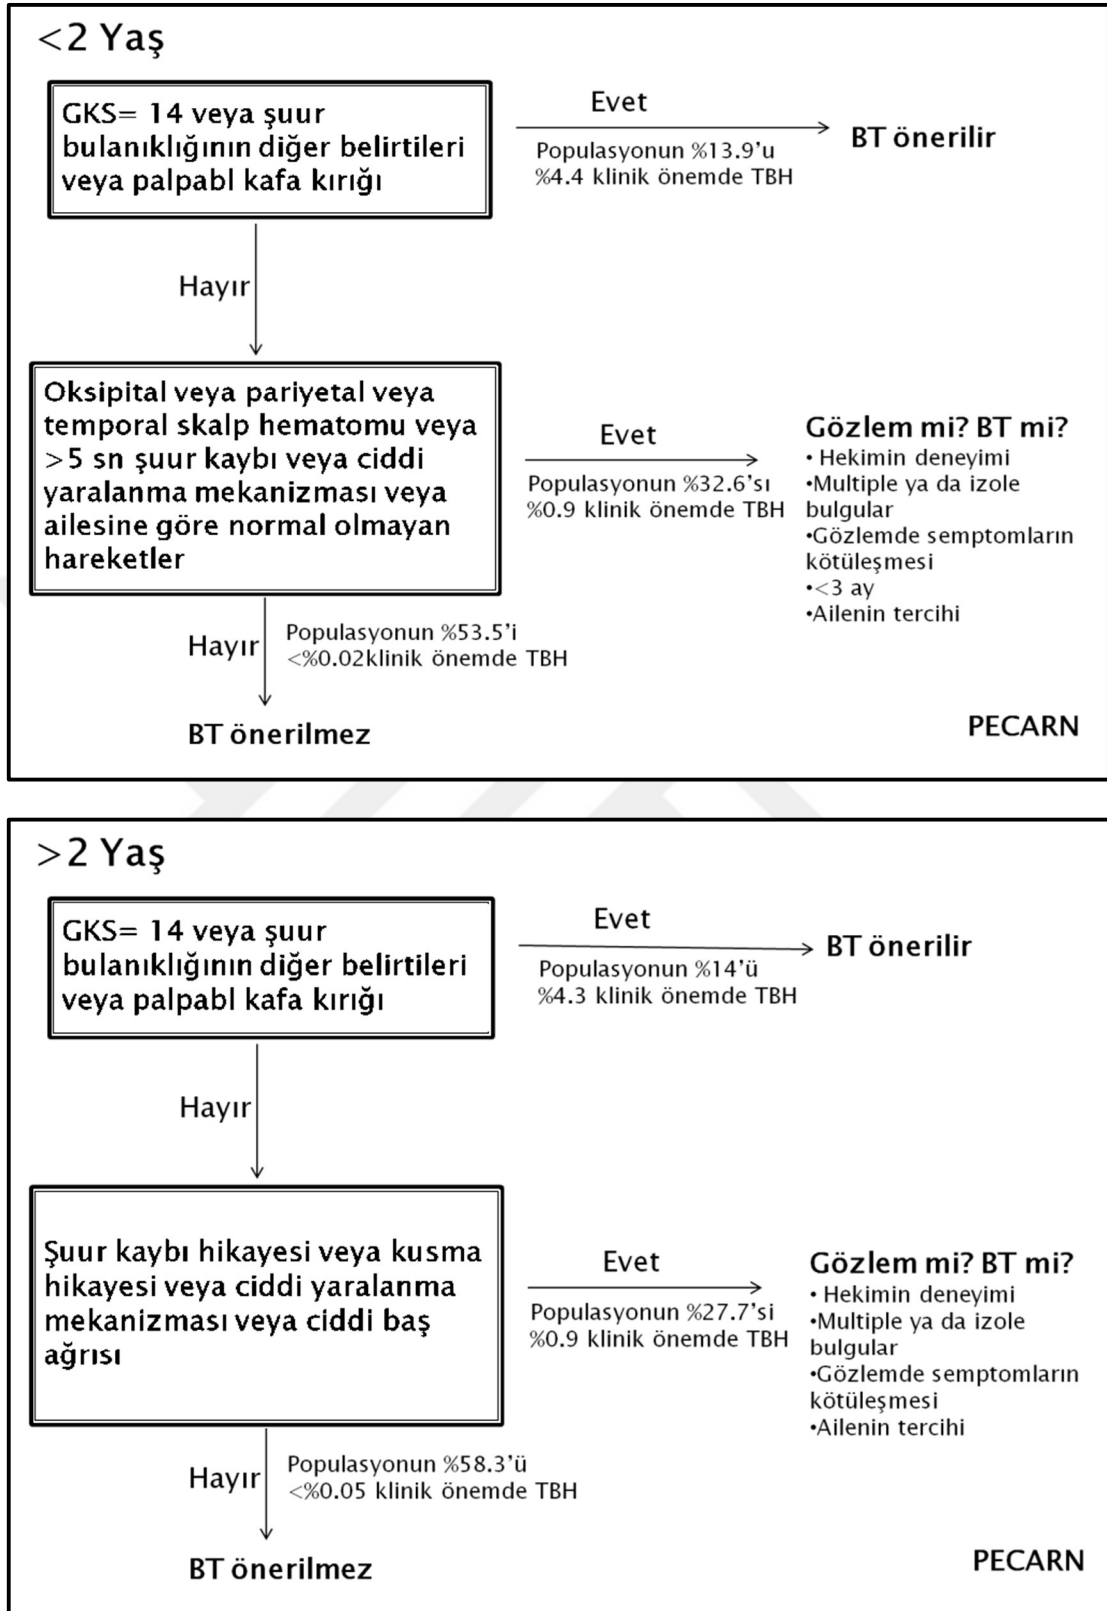 <2 Yaş
GKS= 14 veya şuur
bulanıklığının diğer belirtileri
veya palpabl kafa kırığı
Evet
Populasyonun %13.9'u
%4.4 klinik önemde TBH
BT önerilir
Hayır
Oksipital veya pariyetal veya
temporal skalp hematomu veya
>5 sn şuur kaybı veya ciddi
yaralanma mekanizması veya
ailesine göre normal olmayan
hareketler
Evet
Populasyonun %32.6'sı
%0.9 klinik önemde TBH
Gözlem mi? BT mi?
• Hekimin deneyimi
•Multiple ya da izole
bulgular
•Gözlemde semptomların
kötüleşmesi
•<3 ay
•Ailenin tercihi
Hayır
Populasyonun %53.5'i
<%0.02klinik önemde TBH
BT önerilmez
PECARN
>2 Yaş
GKS= 14 veya şuur
bulanıklığının diğer belirtileri
veya palpabl kafa kırığı
Evet
Populasyonun %14'ü
%4.3 klinik önemde TBH
BT önerilir
Hayır
Şuur kaybı hikayesi veya kusma
hikayesi veya ciddi yaralanma
mekanizması veya ciddi baş
ağrısı
Evet
Populasyonun %27.7'si
%0.9 klinik önemde TBH
Gözlem mi? BT mi?
• Hekimin deneyimi
•Multiple ya da izole
bulgular
•Gözlemde semptomların
kötüleşmesi
•Ailenin tercihi
Hayır
Populasyonun %58.3'ü
<%0.05 klinik önemde TBH
BT önerilmez
PECARN